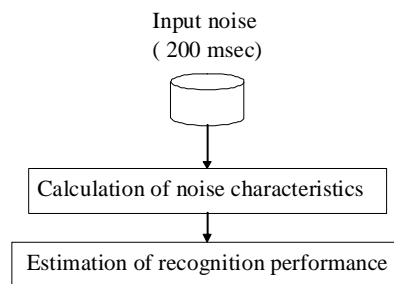 Input noise
( 200 msec)
Calculation of noise characteristics
Estimation of recognition performance